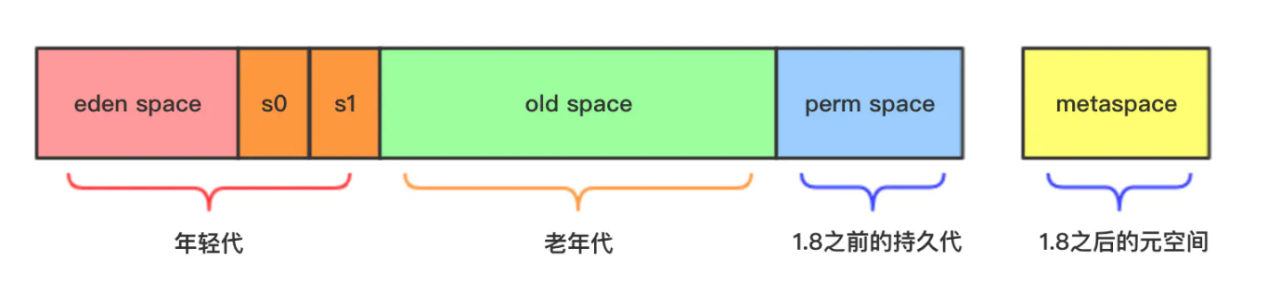 eden space
s0
s1
old space
perm space
metaspace
年轻代
老年代
1.8之前的持久代
1.8之后的元空间